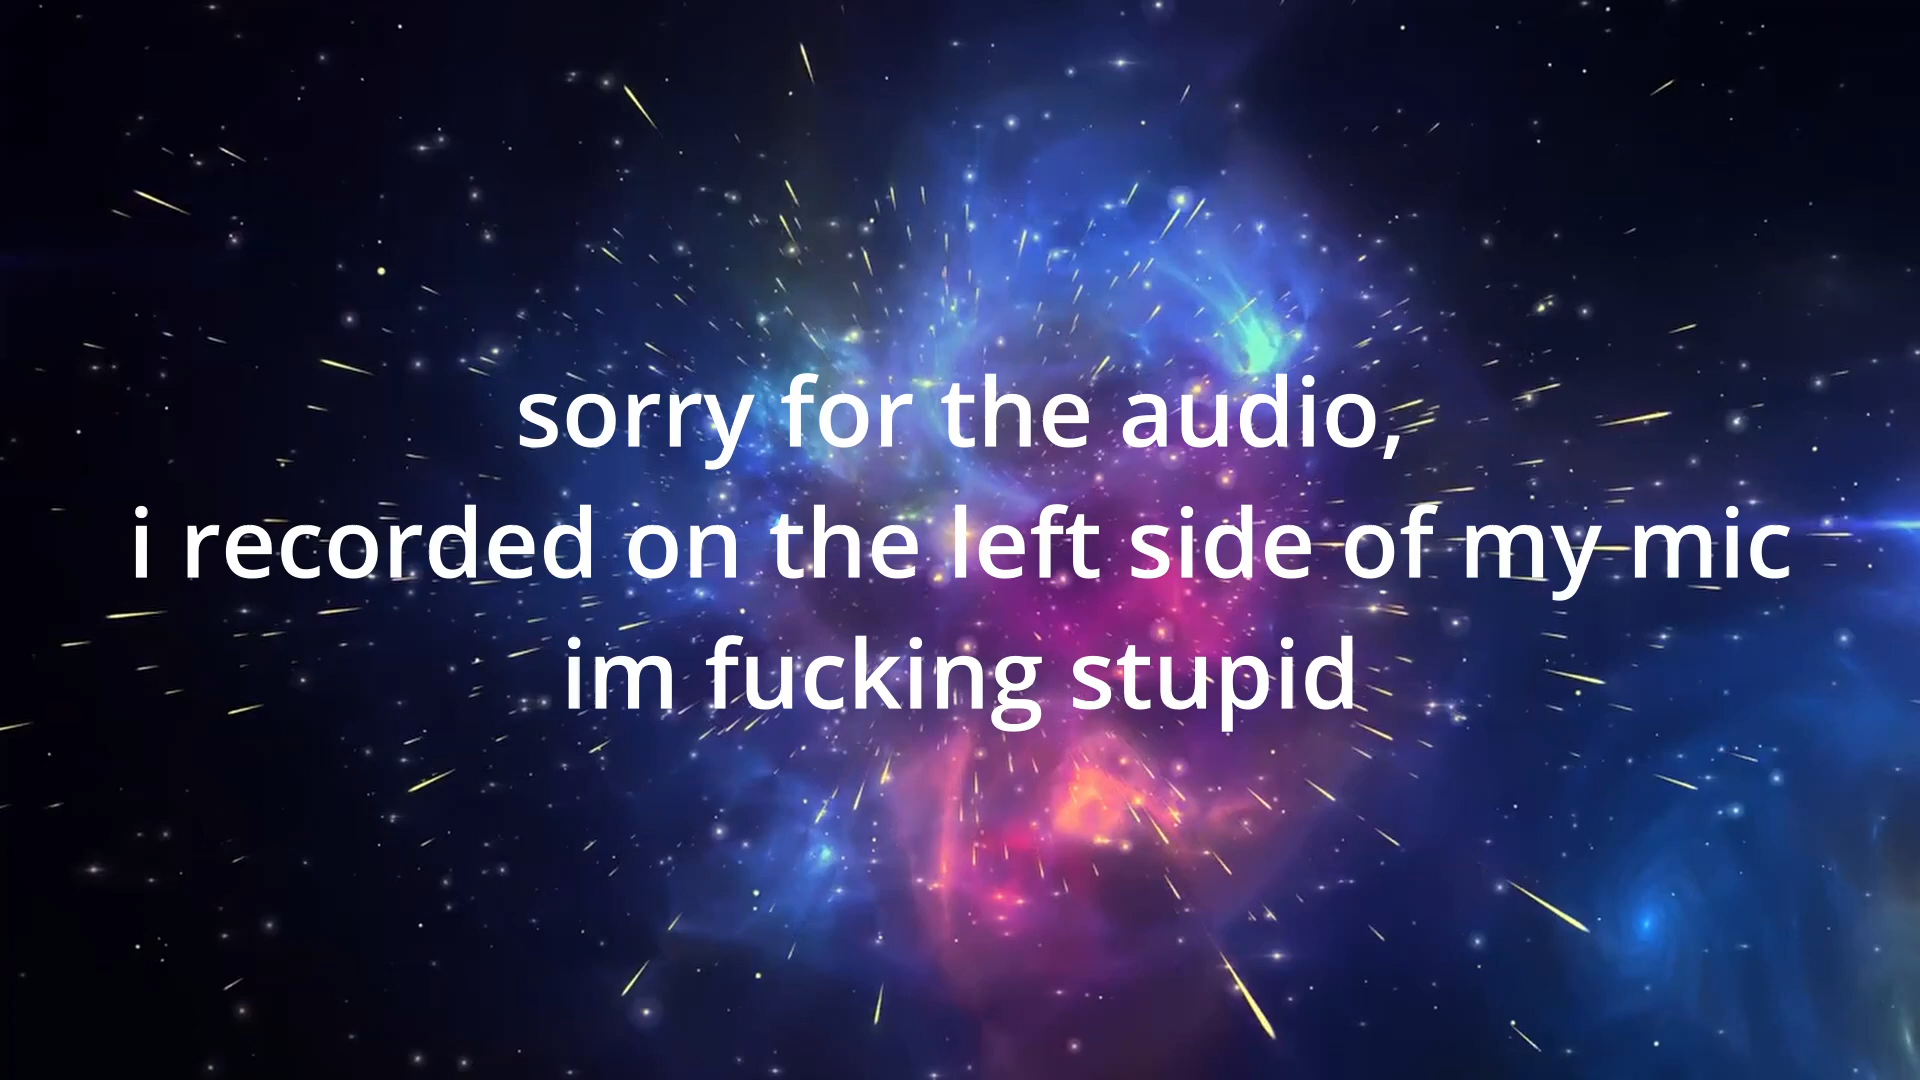 sorry for the audio,
i recorded on the left side of my mic
im fucking stupid